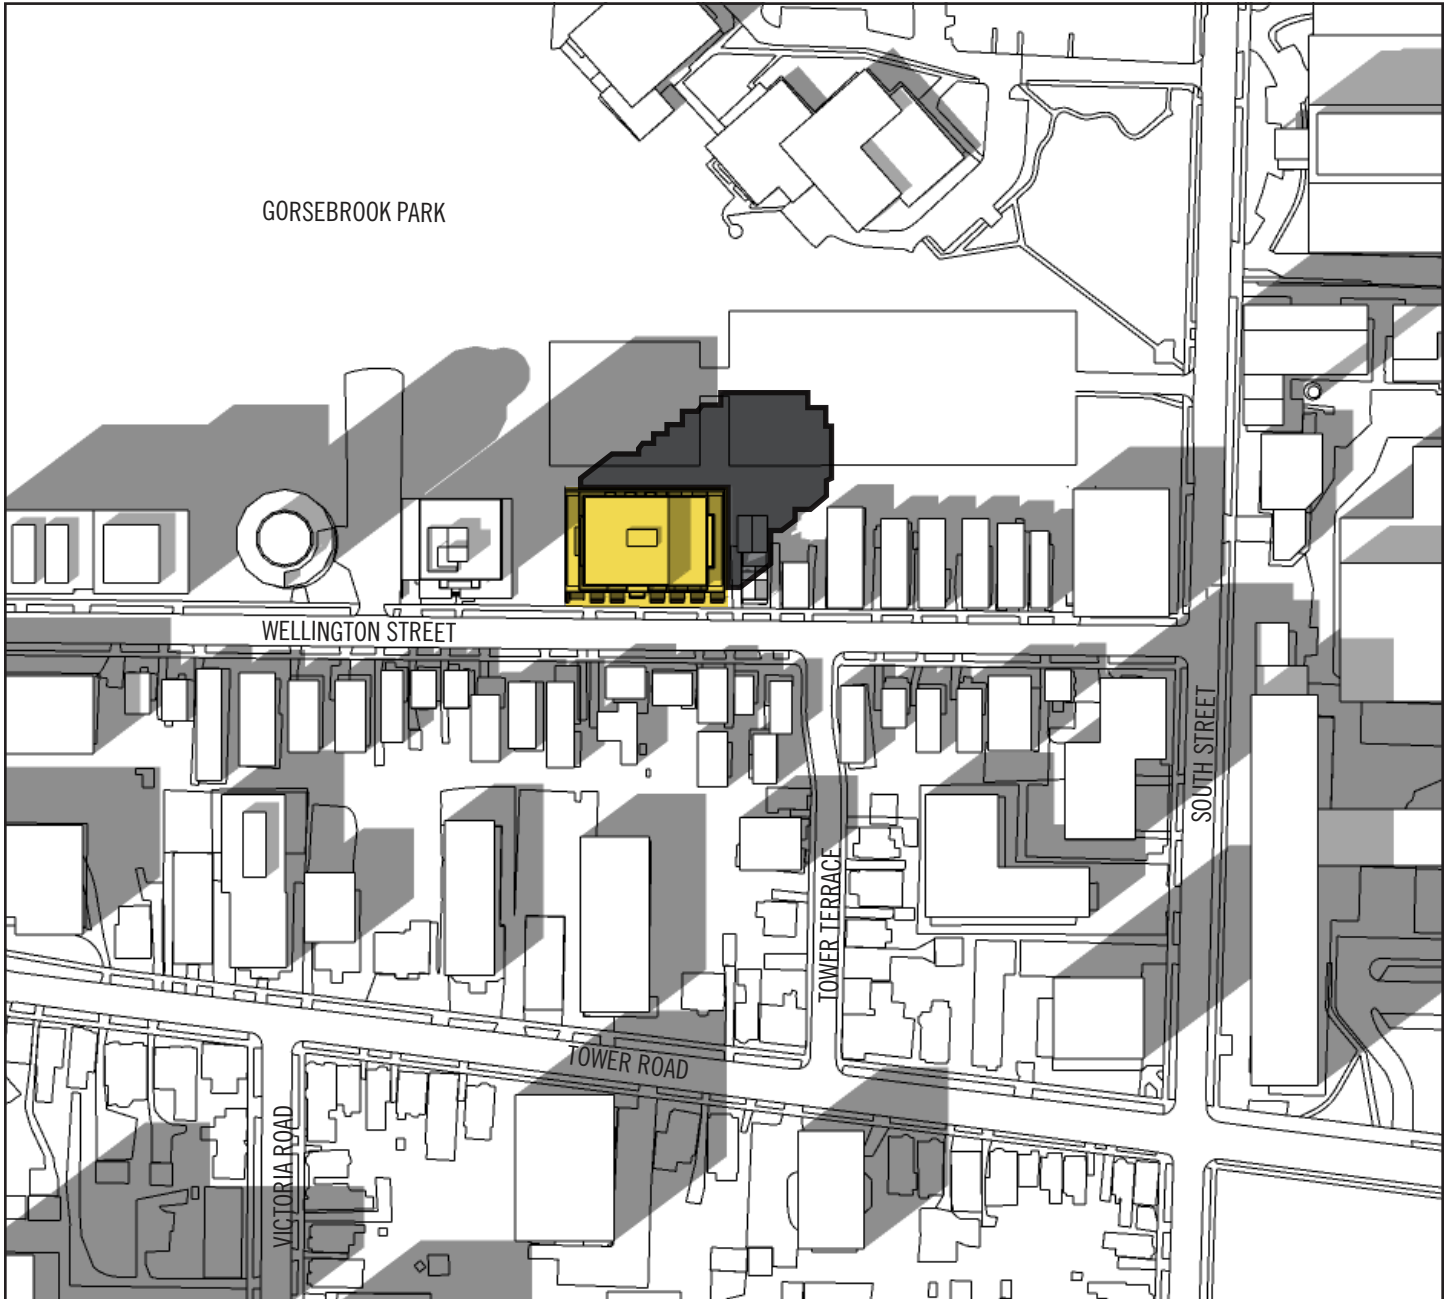 GORSEBROOK PARK
WELLINGTON STREET
SOUTH STREET
TOWER TERRACE
TOWER ROAD
VICTORIA ROAD